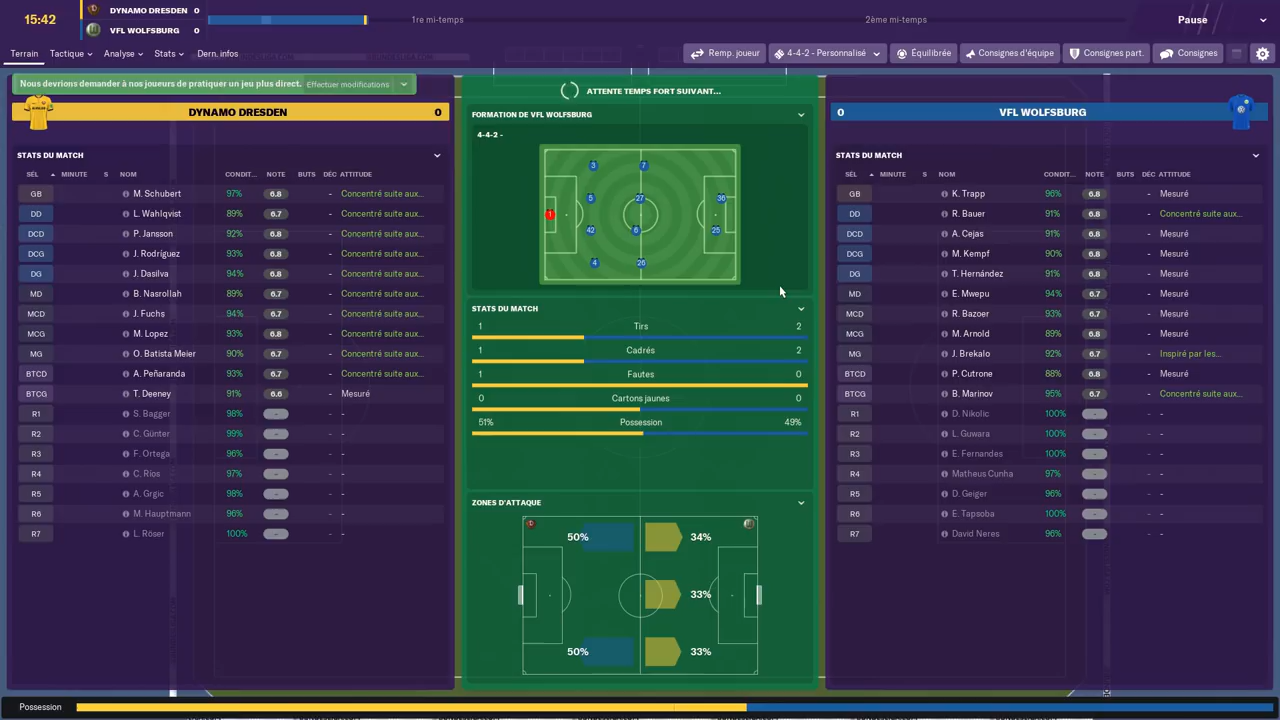 15:42
DYNAMO DRESDEN 0
VFL WOLFSBURG 0
1re mi-temps
2ème mi-temps
Pause
Terrain Tactique Analyse Stats Dern. infos
Remp. joueur 4-4-2 - Personnalisé Équilibrée Consignes d'équipe Consignes part. Consignes
Nous devrions demander à nos joueurs de pratiquer un jeu plus direct. Effectuer modifications
DYNAMO DRESDEN 0
STATS DU MATCH
SÉL MINUTE S NOM CONDIT... NOTE BUTS DÉC ATTITUDE
GB M. Schubert 97% 6.8 - Concentré suite aux...
DD L. Wahlqvist 89% 6.7 - Concentré suite aux...
DCD P. Jansson 92% 6.8 - Concentré suite aux...
DCG J. Rodríguez 93% 6.8 - Concentré suite aux...
DG J. Dasilva 94% 6.8 - Concentré suite aux...
MD B. Nasrollah 89% 6.7 - Concentré suite aux...
MCD J. Fuchs 94% 6.7 - Concentré suite aux...
MCG M. Lopez 93% 6.8 - Concentré suite aux...
MG O. Batista Meier 90% 6.7 - Concentré suite aux...
BTCD A. Peñaranda 93% 6.7 - Concentré suite aux...
BTCG T. Deeney 91% 6.6 - Mesuré
R1 S. Bagger 98% - - -
R2 C. Günter 99% - - -
R3 F. Ortega 96% - - -
R4 C. Ríos 97% - - -
R5 A. Grgic 98% - - -
R6 M. Hauptmann 96% - - -
R7 L. Röser 100% - - -
ATTENTE TEMPS FORT SUIVANT...
FORMATION DE VFL WOLFSBURG
4-4-2 -
3 7
5 27 36
1
42 6 25
4 26
STATS DU MATCH
1 Tirs 2
1 Cadrés 2
1 Fautes 0
0 Cartons jaunes 0
51% Possession 49%
ZONES D'ATTAQUE
50% 34%
33%
50% 33%
0 VFL WOLFSBURG
STATS DU MATCH
SÉL MINUTE S NOM CONDIT... NOTE BUTS DÉC ATTITUDE
GB K. Trapp 96% 6.8 - Mesuré
DD R. Bauer 91% 6.8 - Concentré suite aux...
DCD A. Cejas 91% 6.8 - Mesuré
DCG M. Kempf 90% 6.8 - Mesuré
DG T. Hernández 91% 6.8 - Mesuré
MD E. Mwepu 94% 6.7 - Mesuré
MCD R. Bazoer 93% 6.7 - Mesuré
MCG M. Arnold 89% 6.8 - Mesuré
MG J. Brekalo 92% 6.7 - Inspiré par les...
BTCD P. Cutrone 88% 6.8 - Mesuré
BTCG B. Marinov 95% 6.7 - Concentré suite aux...
R1 D. Nikolic 100% - - -
R2 L. Guwara 100% - - -
R3 E. Fernandes 100% - - -
R4 Matheus Cunha 97% - - -
R5 D. Geiger 96% - - -
R6 E. Tapsoba 100% - - -
R7 David Neres 96% - - -
Possession